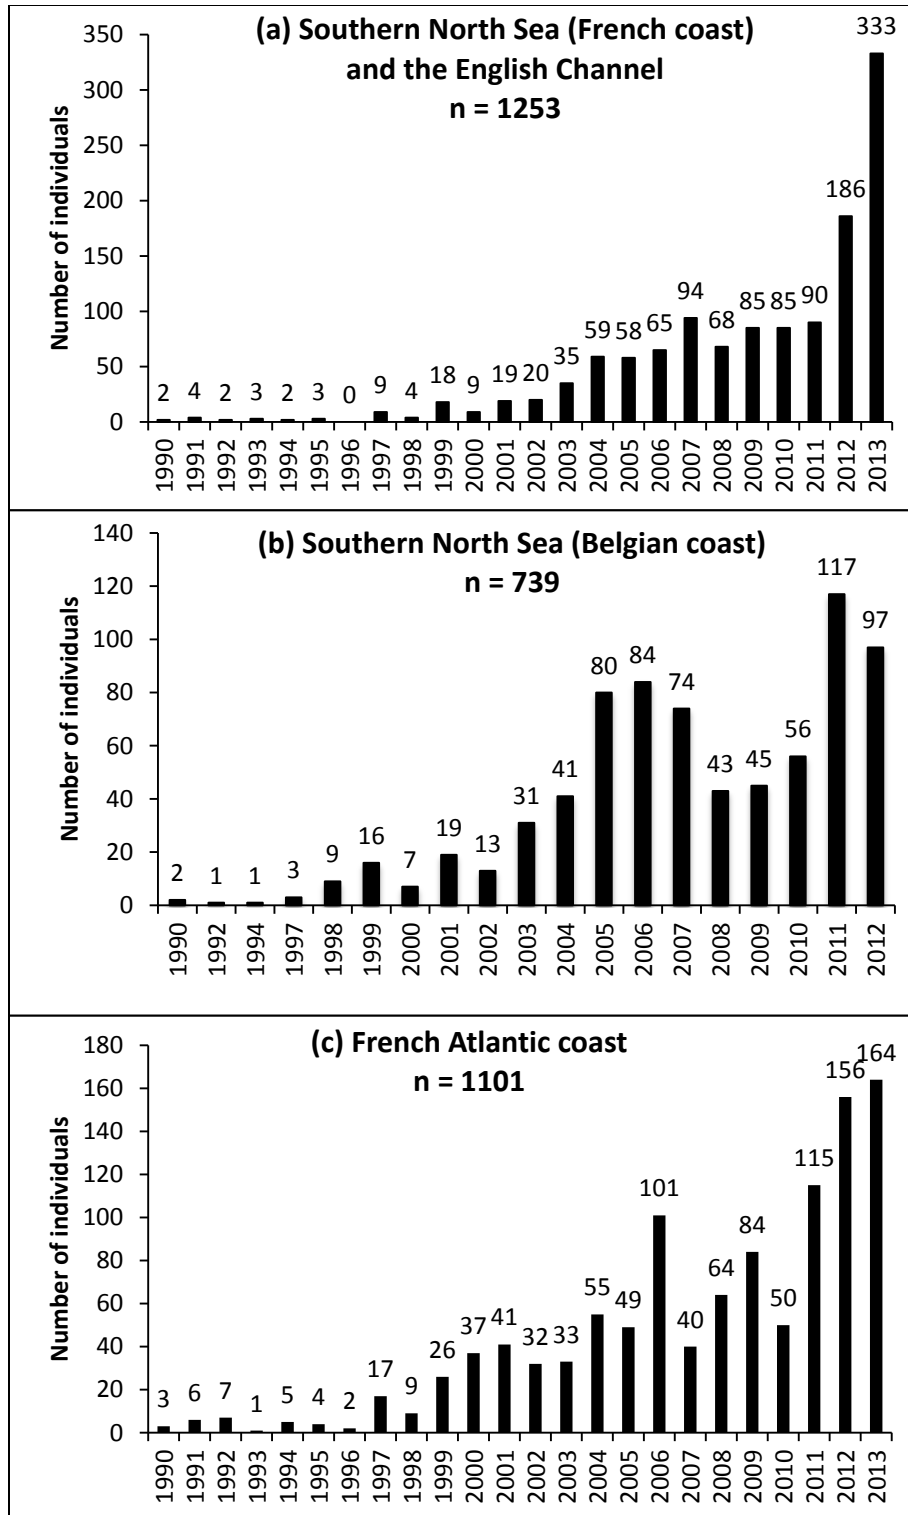 (a) Southern North Sea (French coast)
and the English Channel
n = 1253
Number of individuals
350
300
250
200
150
100
50
0
2 4 2 3 2 3 0 9 4 18 9 19 20 35 59 58 65 94 68 85 85 90 186 333
1990 1991 1992 1993 1994 1995 1996 1997 1998 1999 2000 2001 2002 2003 2004 2005 2006 2007 2008 2009 2010 2011 2012 2013
(b) Southern North Sea (Belgian coast)
n = 739
Number of individuals
140
120
100
80
60
40
20
0
2 1 1 3 9 16 7 19 13 31 41 80 84 74 43 45 56 117 97
1990 1992 1994 1997 1998 1999 2000 2001 2002 2003 2004 2005 2006 2007 2008 2009 2010 2011 2012
(c) French Atlantic coast
n = 1101
Number of individuals
180
160
140
120
100
80
60
40
20
0
3 6 7 1 5 4 2 17 9 26 37 41 32 33 55 49 101 40 64 84 50 115 156 164
1990 1991 1992 1993 1994 1995 1996 1997 1998 1999 2000 2001 2002 2003 2004 2005 2006 2007 2008 2009 2010 2011 2012 2013